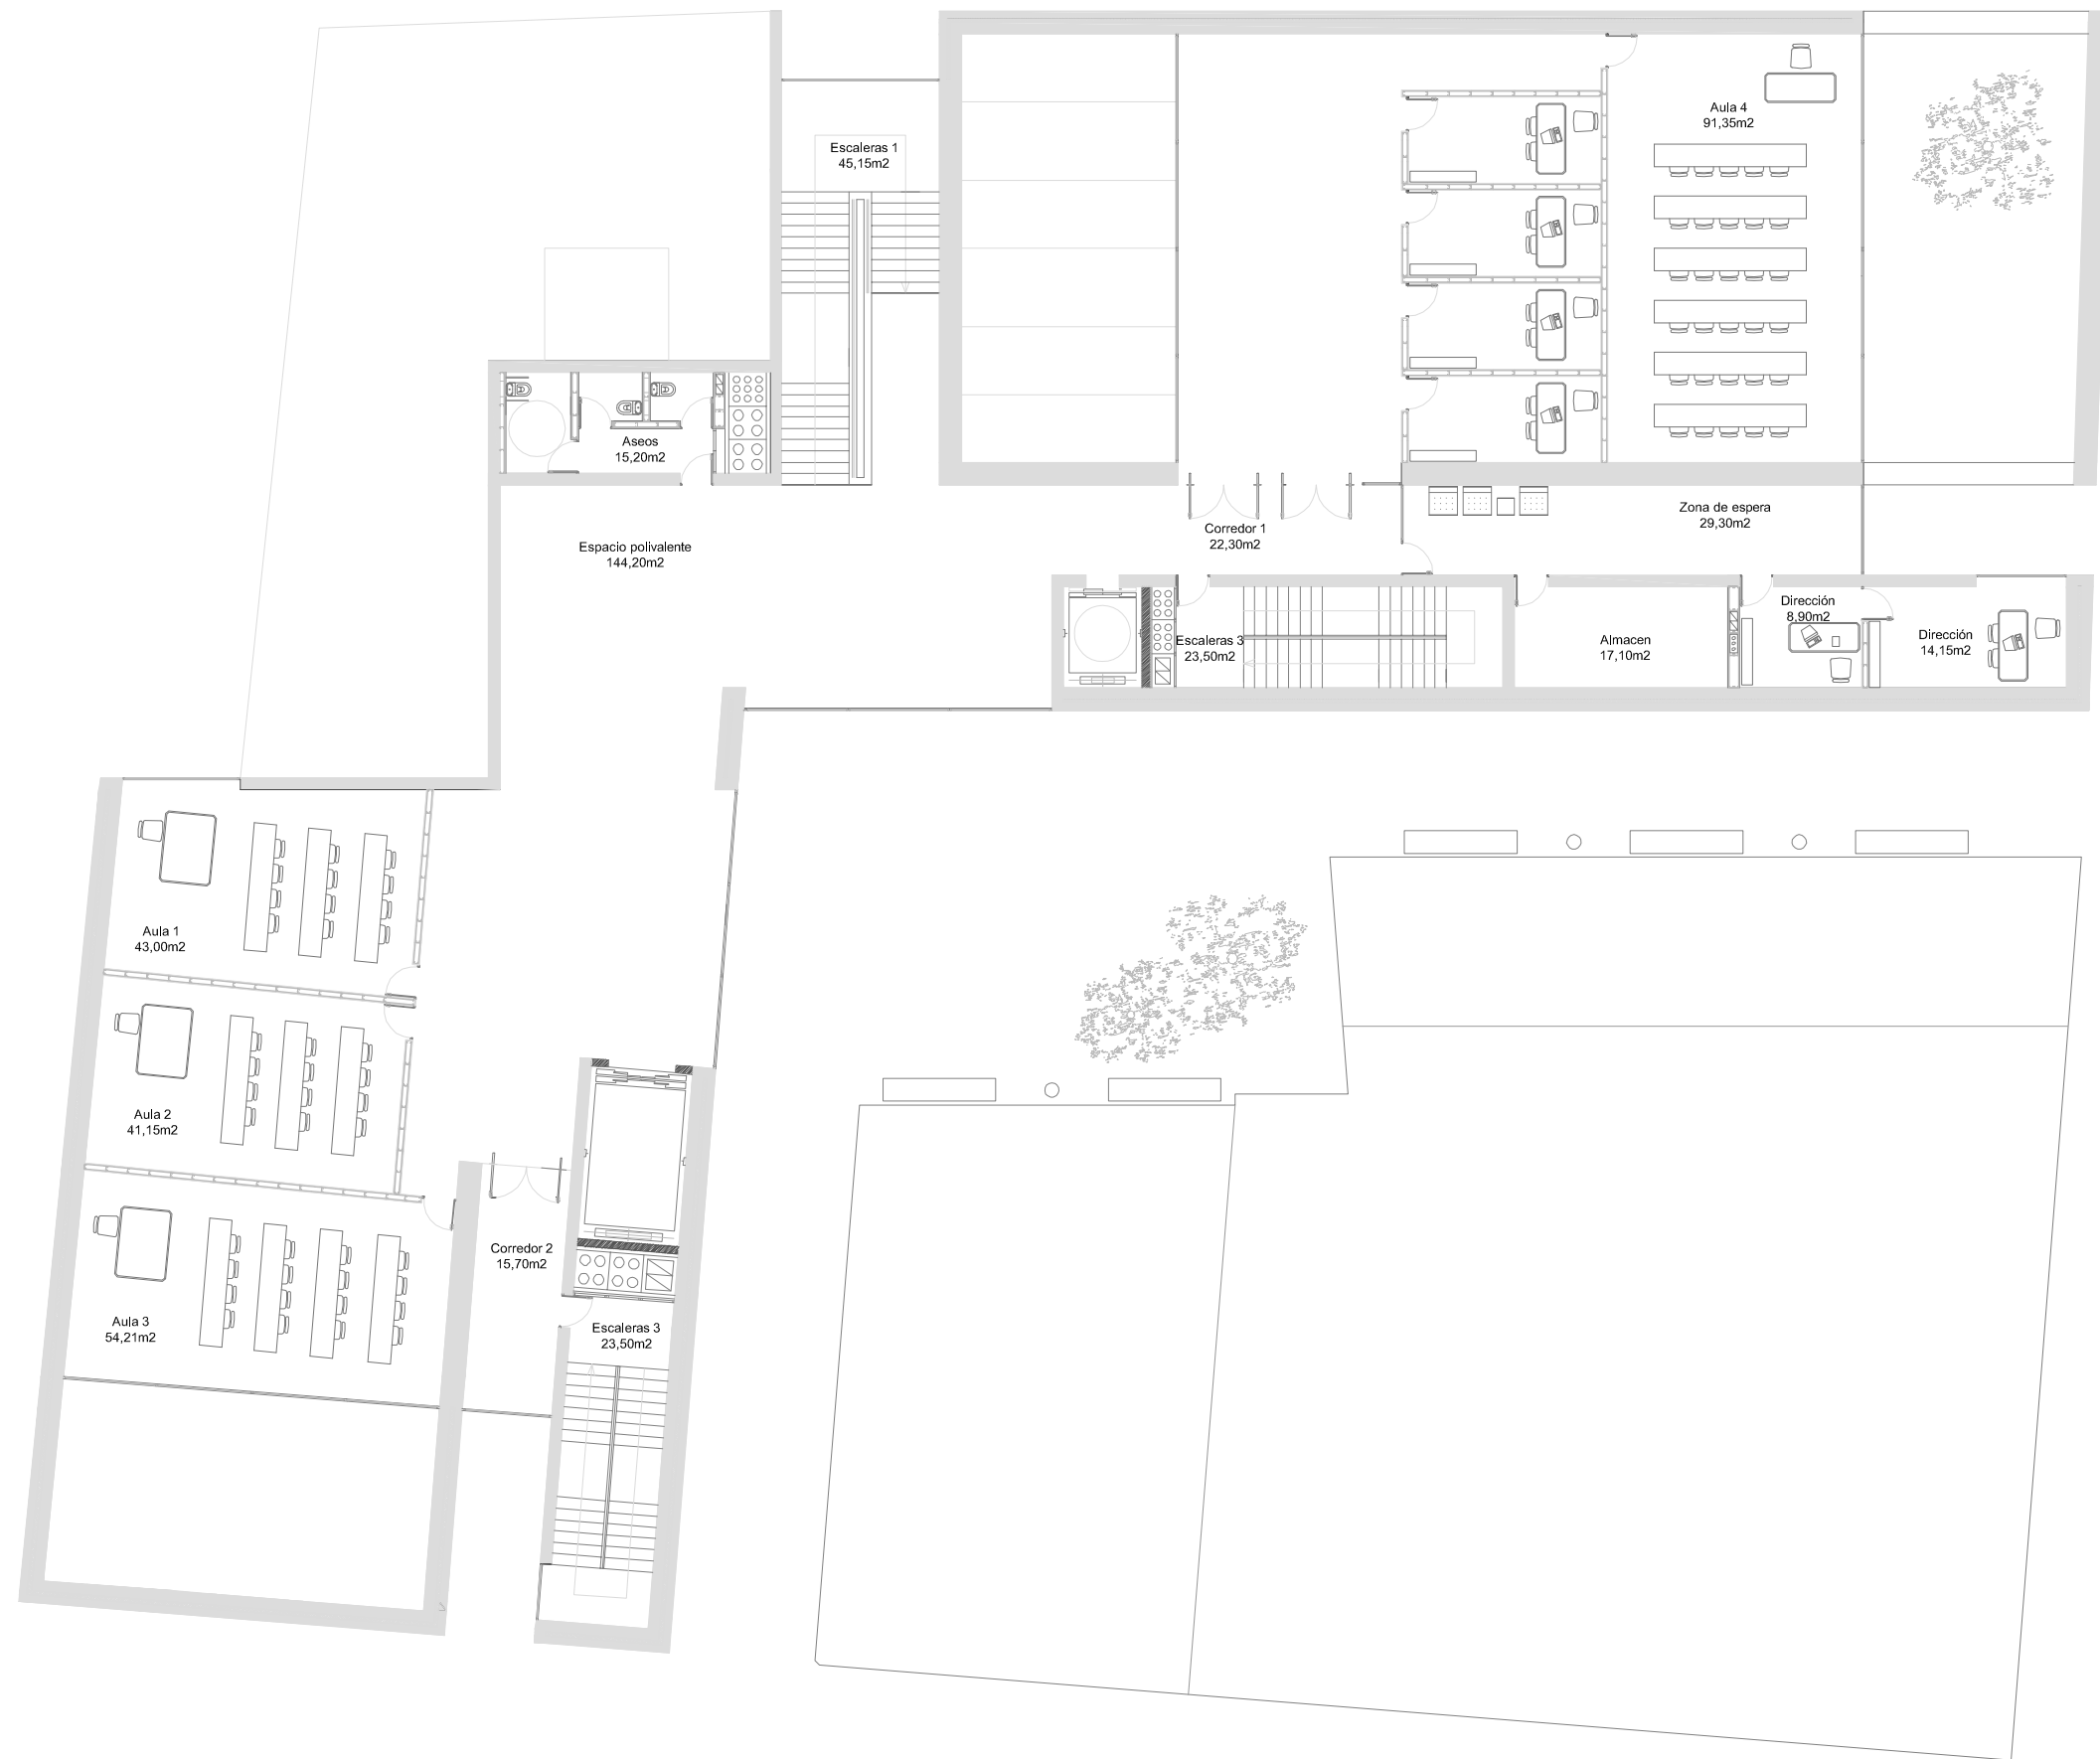 Aula 4
91,35m2
Escaleras 1
45,15m2
Aseos
15,20m2
Zona de espera
29,30m2
Corredor 1
22,30m2
Espacio polivalente
144,20m2
Dirección
8,90m2
Escaleras 3
23,50m2
Almacen
17,10m2
Dirección
14,15m2
Aula 1
43,00m2
Aula 2
41,15m2
Corredor 2
15,70m2
Aula 3
54,21m2
Escaleras 3
23,50m2